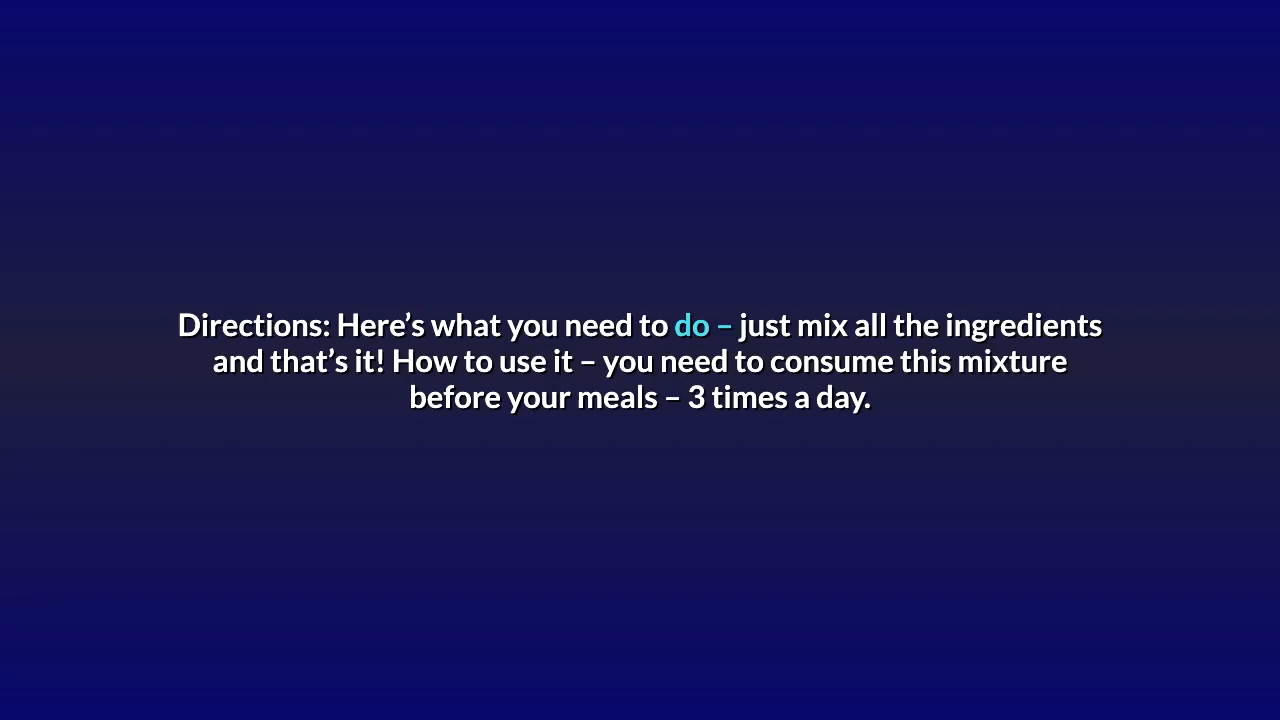 Directions: Here’s what you need to do – just mix all the ingredients
and that’s it! How to use it – you need to consume this mixture
before your meals – 3 times a day.